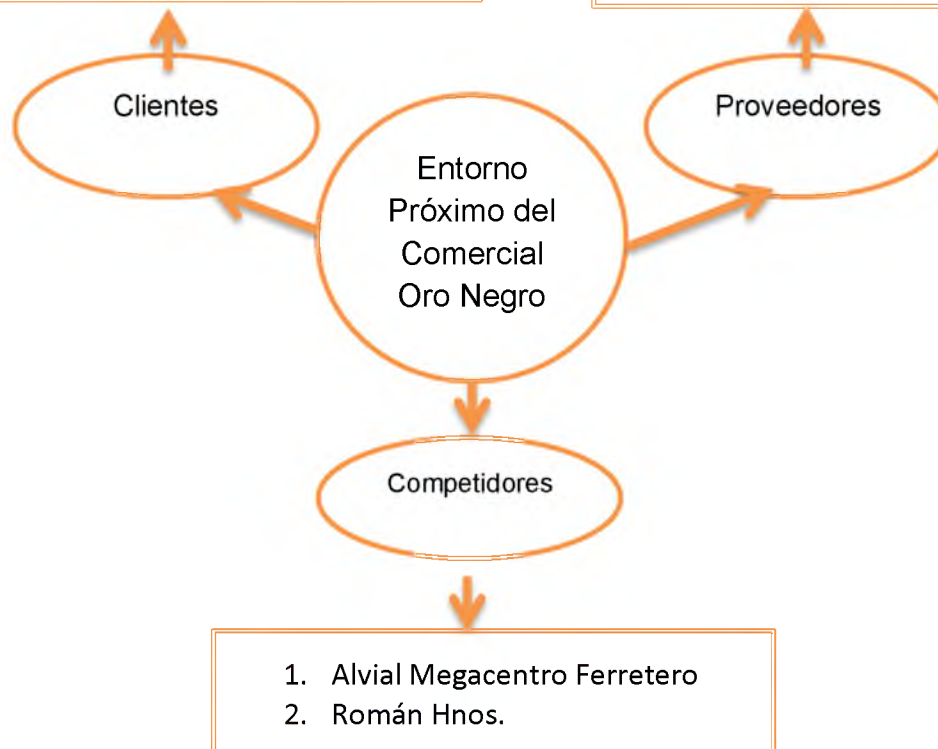 Clientes
Proveedores
Entorno
Próximo del
Comercial
Oro Negro
Competidores
1. Alvial Megacentro Ferretero
2. Román Hnos.